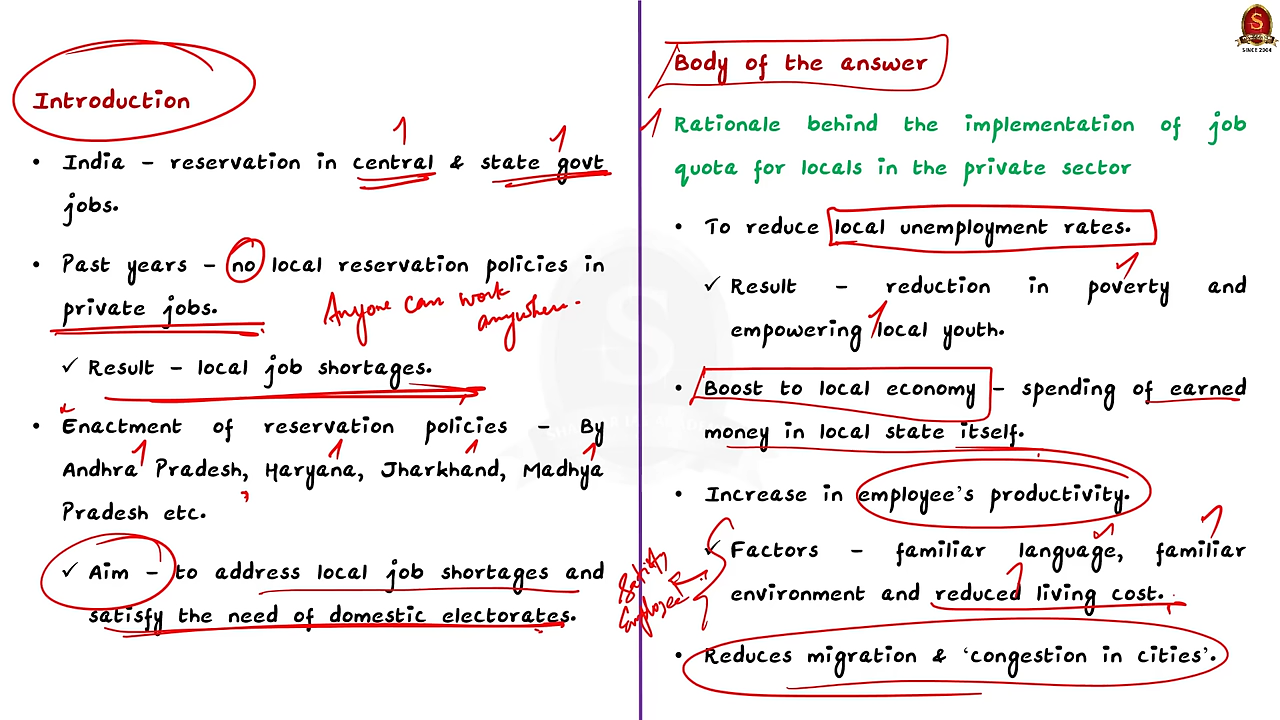 Introduction
• India – reservation in central & state govt
jobs.
• Past years – no local reservation policies in
private jobs.
Anyone can work
anywhere.
✓ Result – local job shortages.
• Enactment of reservation policies – By
Andhra Pradesh, Haryana, Jharkhand, Madhya
Pradesh etc.
✓ Aim – to address local job shortages and
satisfy the need of domestic electorates.
Body of the answer
Rationale behind the implementation of job
quota for locals in the private sector
• To reduce local unemployment rates.
✓ Result – reduction in poverty and
empowering local youth.
• Boost to local economy – spending of earned
money in local state itself.
• Increase in employee's productivity.
✓ Factors – familiar language, familiar
environment and reduced living cost.
• Reduces migration & 'congestion in cities'.
S
SINCE 2004